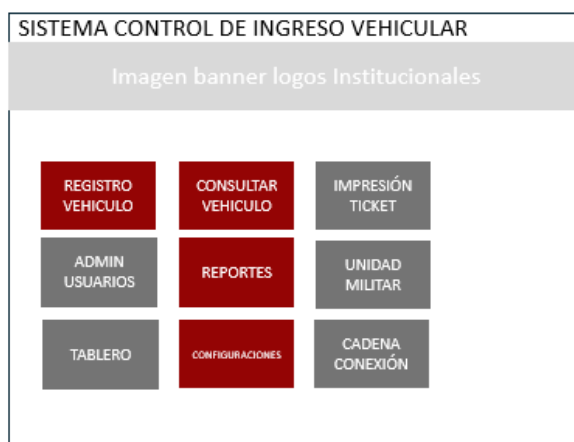 SISTEMA CONTROL DE INGRESO VEHICULAR
Imagen banner logos Institucionales
REGISTRO
VEHICULO
CONSULTAR
VEHICULO
IMPRESIÓN
TICKET
ADMIN
USUARIOS
REPORTES
UNIDAD
MILITAR
TABLERO
CONFIGURACIONES
CADENA
CONEXIÓN